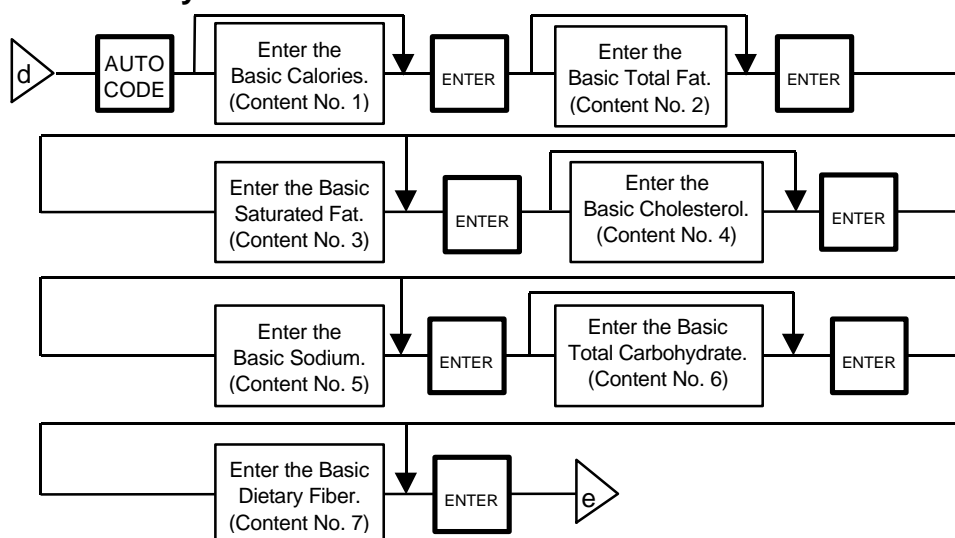 d
AUTO
CODE
Enter the
Basic Calories.
(Content No. 1)
ENTER
Enter the
Basic Total Fat.
(Content No. 2)
ENTER
Enter the Basic
Saturated Fat.
(Content No. 3)
ENTER
Enter the
Basic Cholesterol.
(Content No. 4)
ENTER
Enter the
Basic Sodium.
(Content No. 5)
ENTER
Enter the Basic
Total Carbohydrate.
(Content No. 6)
ENTER
Enter the Basic
Dietary Fiber.
(Content No. 7)
ENTER
e